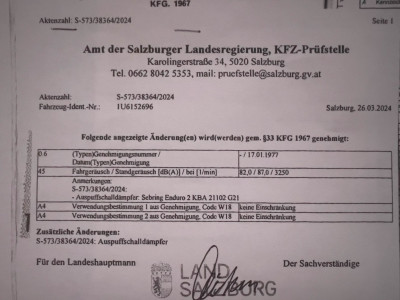 KFG. 1967
Aktenzahl: S-573/38364/2024
Seite 1
Amt der Salzburger Landesregierung, KFZ-Prüfstelle
Karolingerstraße 34, 5020 Salzburg
Tel. 0662 8042 5353, mail: pruefstelle@salzburg.gv.at
Aktenzahl: S-573/38364/2024
Fahrzeug-Ident.-Nr.: 1U6152696
Salzburg, 26.03.2024
Folgende angezeigte Änderung(en) wird(werden) gem. §33 KFG 1967 genehmigt:
0.6 (Typen)Genehmigungsnummer / - / 17.01.1977
Datum(Typen)Genehmigung
45 Fahrgeräusch / Standgeräusch [dB(A)] / bei [1/min] 82,0 / 87,0 / 3250
Anmerkungen:
S-573/38364/2024:
- Auspuffschalldämpfer: Sebring Enduro 2 KBA 21102 G21
A4 Verwendungsbestimmung 1 aus Genehmigung, Code W18 keine Einschränkung
A4 Verwendungsbestimmung 2 aus Genehmigung, Code W18 keine Einschränkung
Zusätzliche Änderungen:
S-573/38364/2024: Auspuffschalldämpfer
Für den Landeshauptmann
Der Sachverständige
LAND
SALZBURG